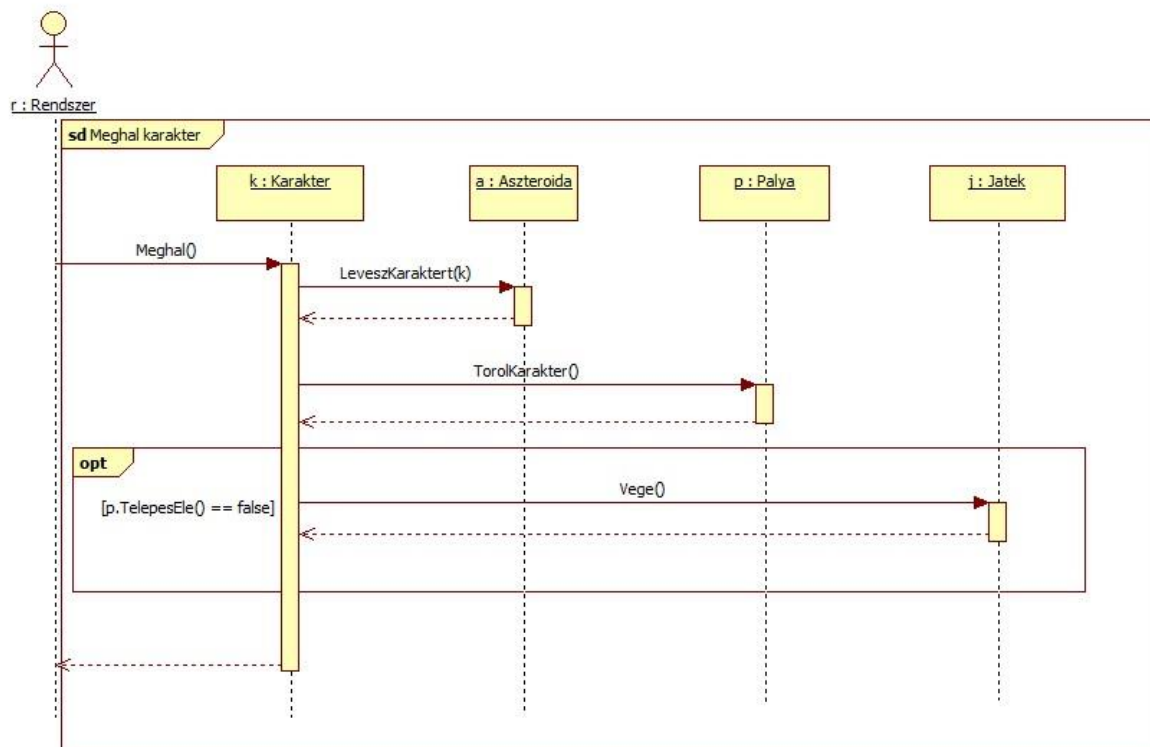 r : Rendszer
sd Meghal karakter
k : Karakter
a : Aszteroida
p : Palya
j : Jatek
Meghal()
LeveszKaraktert(k)
TorolKarakter()
opt
Vege()
[p.TelepesEle() == false]